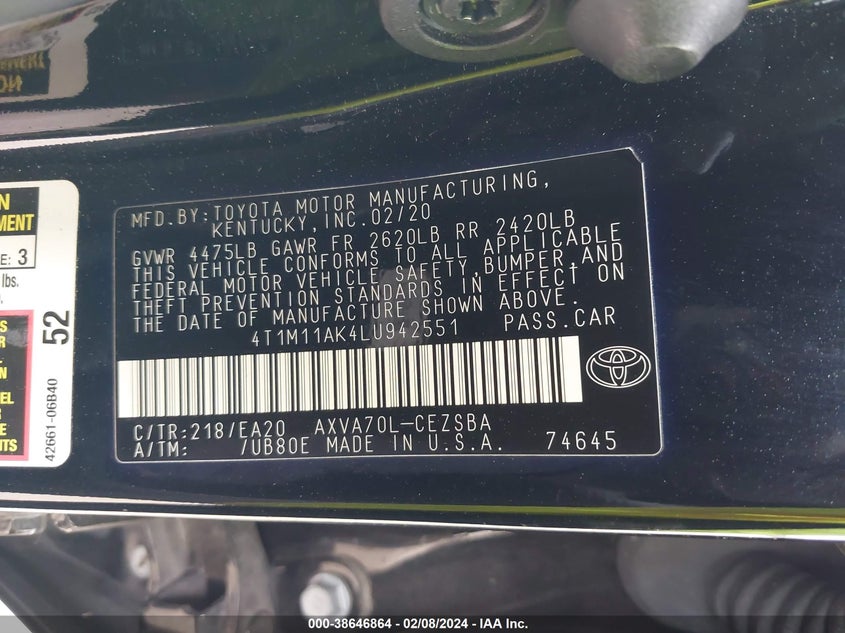 MFD.BY: TOYOTA MOTOR MANUFACTURING,
KENTUCKY, INC. 02/20
GVWR 4475LB GAWR FR 2620LB RR 2420LB
THIS VEHICLE CONFORMS TO ALL APPLICABLE
FEDERAL MOTOR VEHICLE SAFETY, BUMPER, AND
THEFT PREVENTION STANDARDS IN EFFECT ON
THE DATE OF MANUFACTURE SHOWN ABOVE.
4T1M11AK4LU942551 PASS.CAR
C/TR: 218/EA20 AXVA70L-CEZSBA
A/TM: /UB80E MADE IN U.S.A. 74645
E: 3
lbs.
52
42661-06B40
000-38646864 - 02/08/2024 - IAA Inc.